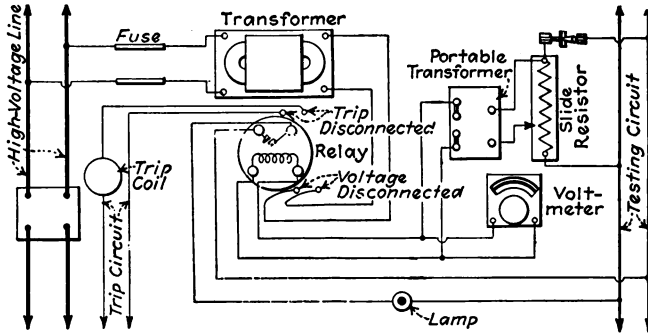 Transformer
Fuse
High-Voltage Line
Portable
Transformer
Slide
Resistor
Testing Circuit
Trip
Disconnected
Relay
Voltage
Disconnected
Trip
Coil
Volt-
meter
Trip Circuit
Lamp